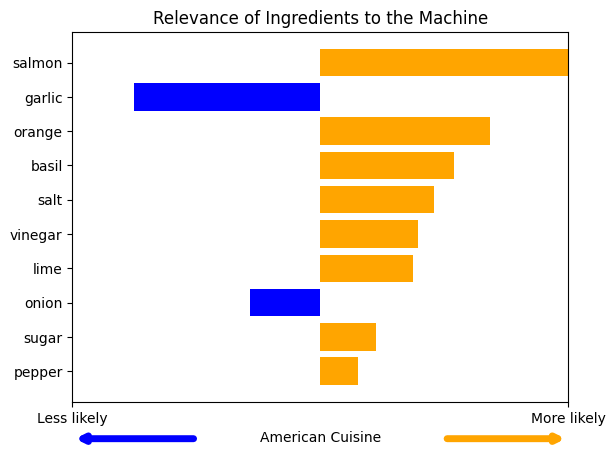 Relevance of Ingredients to the Machine
salmon
garlic
orange
basil
salt
vinegar
lime
onion
sugar
pepper
Less likely
More likely
American Cuisine